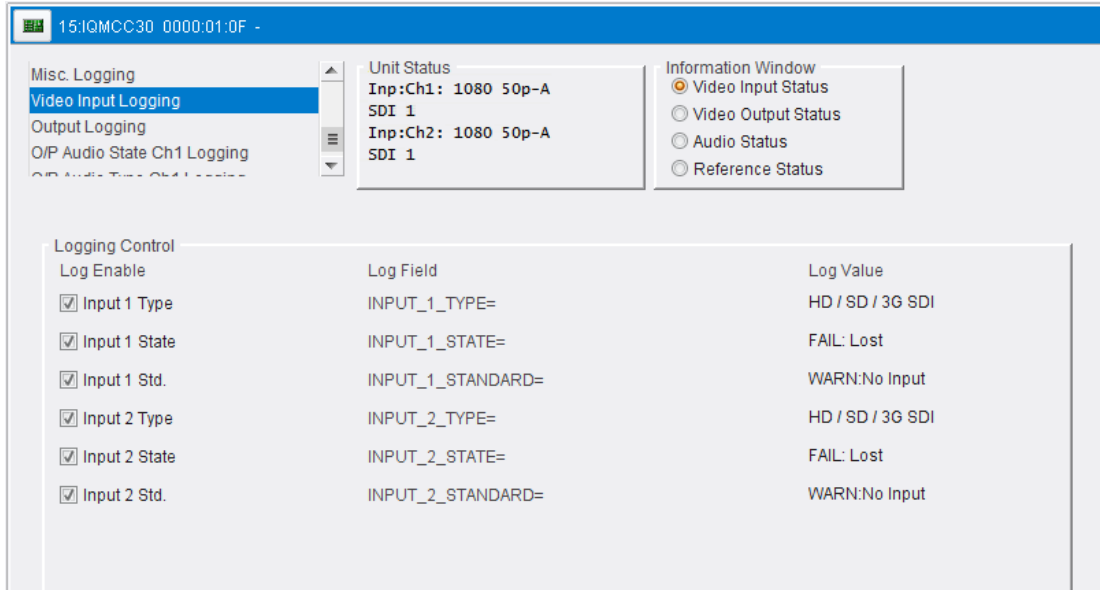 15:IQMCC30 0000:01:0F -
Misc. Logging
Video Input Logging
Output Logging
O/P Audio State Ch1 Logging
O/P Audio Type Ch1 Logging
Unit Status
Inp:Ch1: 1080 50p-A
SDI 1
Inp:Ch2: 1080 50p-A
SDI 1
Information Window
Video Input Status
Video Output Status
Audio Status
Reference Status
Logging Control
Log Enable Log Field Log Value
Input 1 Type INPUT_1_TYPE= HD / SD / 3G SDI
Input 1 State INPUT_1_STATE= FAIL: Lost
Input 1 Std. INPUT_1_STANDARD= WARN:No Input
Input 2 Type INPUT_2_TYPE= HD / SD / 3G SDI
Input 2 State INPUT_2_STATE= FAIL: Lost
Input 2 Std. INPUT_2_STANDARD= WARN:No Input